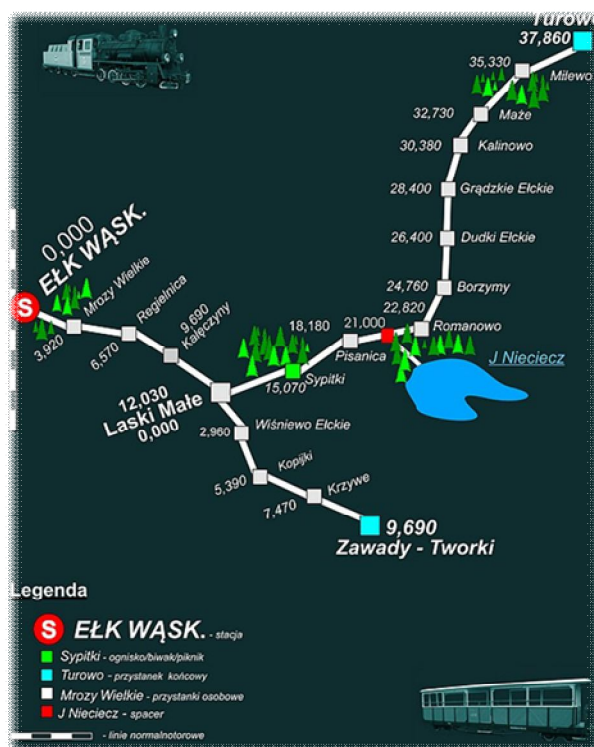 Turowo
37,860
35,330
Milewo
32,730
Maże
30,380
Kalinowo
28,400
Grądzkie Ełckie
26,400
Dudki Ełckie
24,760
Borzymy
22,820
Romanowo
0,000
EŁK WĄSK.
S
Mrozy Wielkie
3,920
Regielnica
6,570
9,690
Kalęczyny
18,180
21,000
Pisanica
J Nieciecz
15,070
Sypitki
12,030
Laski Małe
0,000
2,960
Wiśniewo Ełckie
5,390
Kopijki
7,470
Krzywe
9,690
Zawady - Tworki
Legenda
S EŁK WĄSK. - stacja
Sypitki - ognisko/biwak/piknik
Turowo - przystanek końcowy
Mrozy Wielkie - przystanki osobowe
J Nieciecz - spacer
- linie normalnotorowe